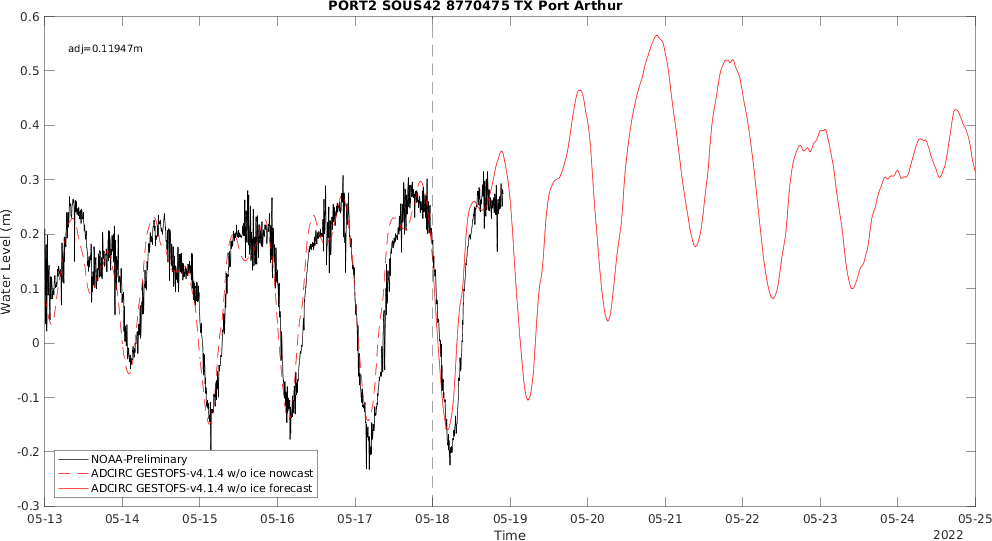 PORT2 SOUS42 8770475 TX Port Arthur
adj=0.11947m
0.6
0.5
0.4
0.3
0.2
0.1
0
-0.1
-0.2
-0.3
Water Level (m)
NOAA-Preliminary
ADCIRC GESTOFS-v4.1.4 w/o ice nowcast
ADCIRC GESTOFS-v4.1.4 w/o ice forecast
05-13 05-14 05-15 05-16 05-17 05-18 05-19 05-20 05-21 05-22 05-23 05-24 05-25
Time
2022